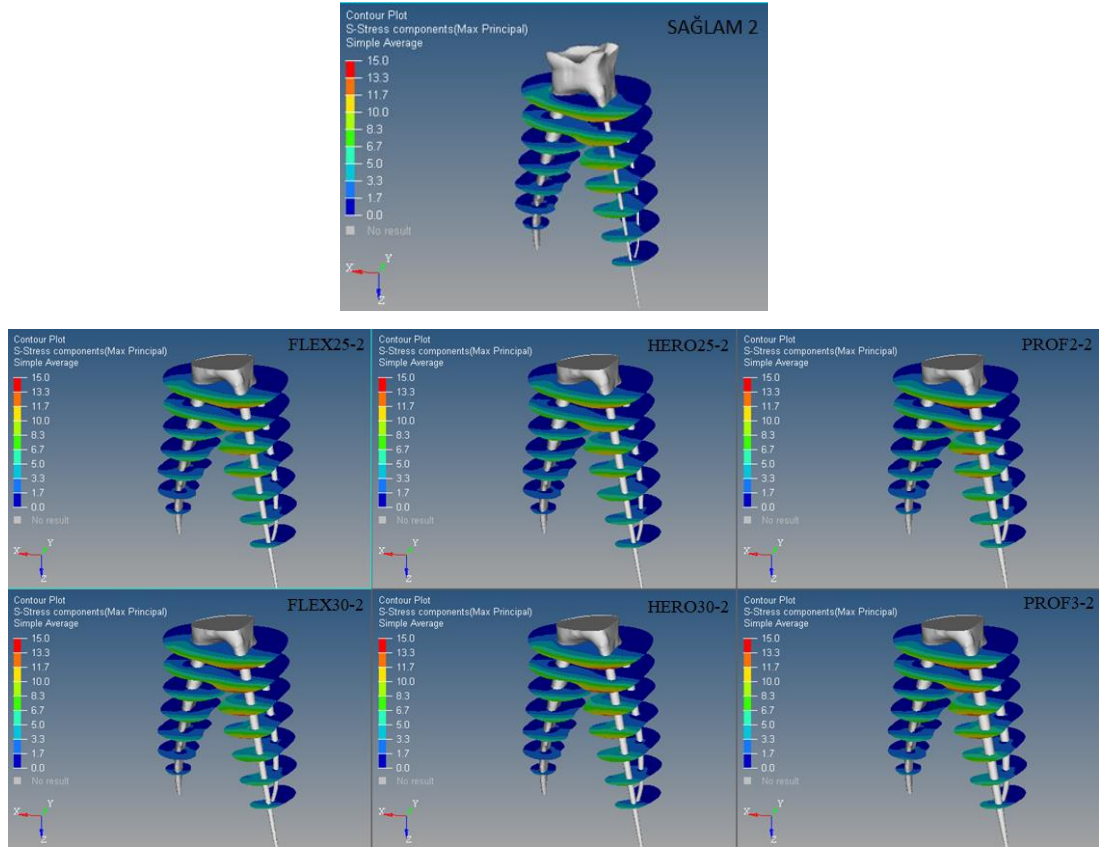 Contour Plot
S-Stress components(Max Principal)
Simple Average
SAĞLAM 2
15.0
13.3
11.7
10.0
8.3
6.7
5.0
3.3
1.7
0.0
No result
X
Y
Z
Contour Plot
S-Stress components(Max Principal)
Simple Average
FLEX25-2
15.0
13.3
11.7
10.0
8.3
6.7
5.0
3.3
1.7
0.0
No result
X
Y
Z
Contour Plot
S-Stress components(Max Principal)
Simple Average
HERO25-2
15.0
13.3
11.7
10.0
8.3
6.7
5.0
3.3
1.7
0.0
No result
X
Y
Z
Contour Plot
S-Stress components(Max Principal)
Simple Average
PROF2-2
15.0
13.3
11.7
10.0
8.3
6.7
5.0
3.3
1.7
0.0
No result
X
Y
Z
Contour Plot
S-Stress components(Max Principal)
Simple Average
FLEX30-2
15.0
13.3
11.7
10.0
8.3
6.7
5.0
3.3
1.7
0.0
No result
X
Y
Z
Contour Plot
S-Stress components(Max Principal)
Simple Average
HERO30-2
15.0
13.3
11.7
10.0
8.3
6.7
5.0
3.3
1.7
0.0
No result
X
Y
Z
Contour Plot
S-Stress components(Max Principal)
Simple Average
PROF3-2
15.0
13.3
11.7
10.0
8.3
6.7
5.0
3.3
1.7
0.0
No result
X
Y
Z